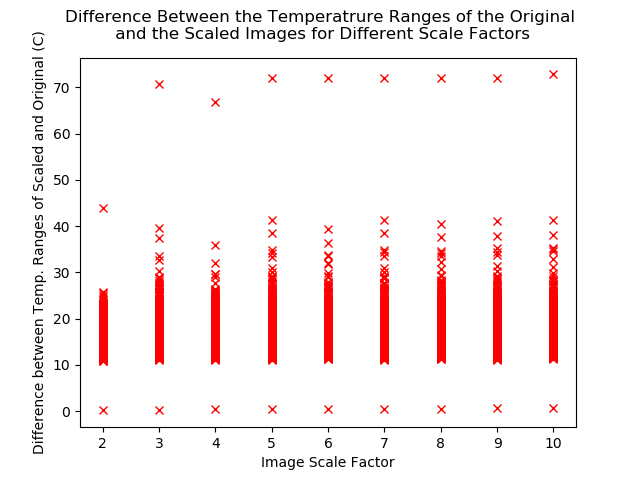 Difference Between the Temperatrure Ranges of the Original
and the Scaled Images for Different Scale Factors
Difference between Temp. Ranges of Scaled and Original (C)
70
60
50
40
30
20
10
0
2 3 4 5 6 7 8 9 10
Image Scale Factor